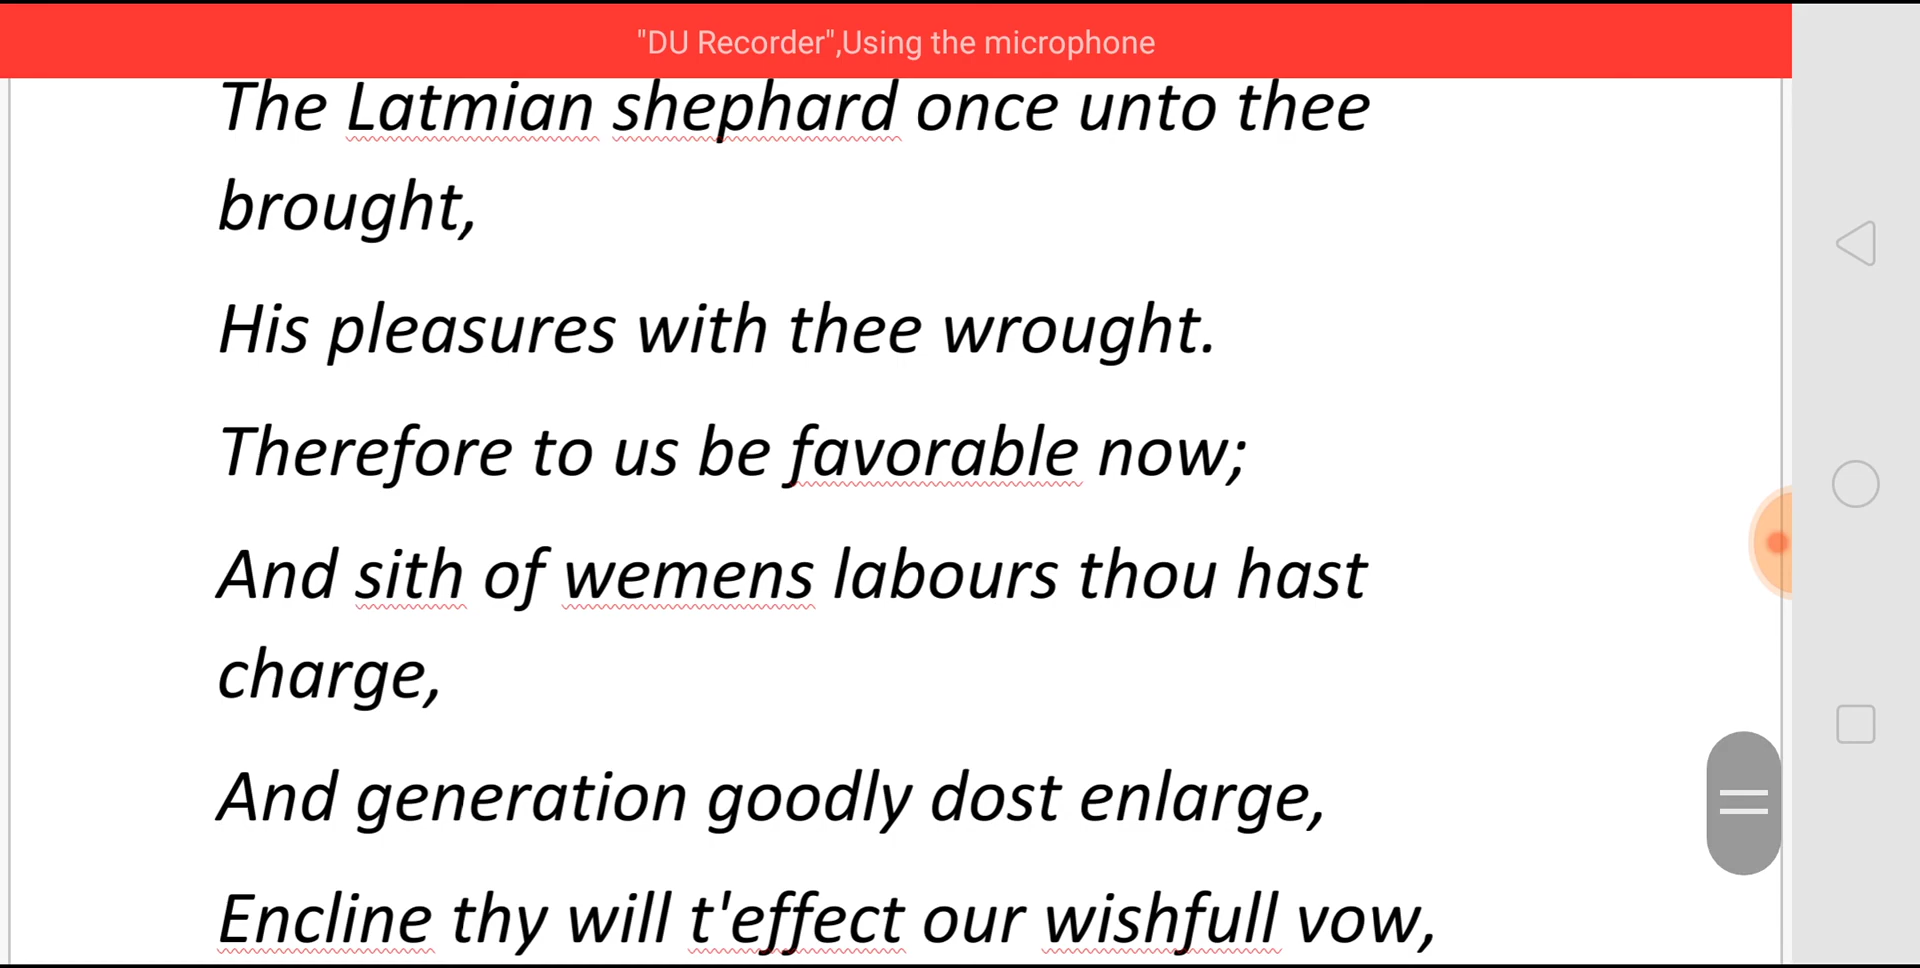 "DU Recorder",Using the microphone
The Latmian shephard once unto thee
brought,
His pleasures with thee wrought.
Therefore to us be favorable now;
And sith of wemens labours thou hast
charge,
And generation goodly dost enlarge,
Encline thy will t'effect our wishfull vow,